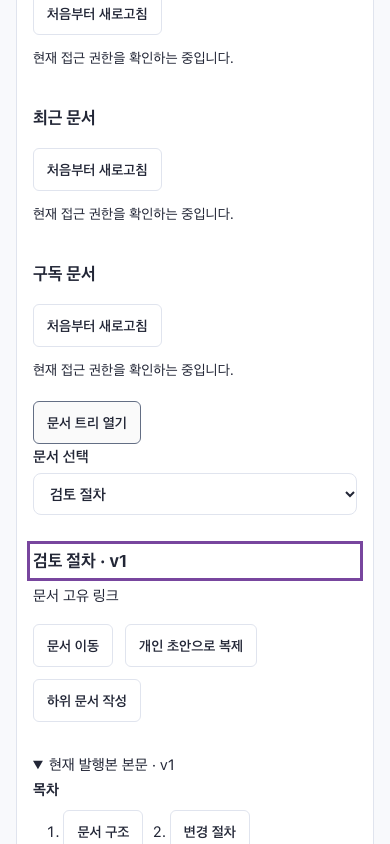 처음부터 새로고침
현재 접근 권한을 확인하는 중입니다.
최근 문서
처음부터 새로고침
현재 접근 권한을 확인하는 중입니다.
구독 문서
처음부터 새로고침
현재 접근 권한을 확인하는 중입니다.
문서 트리 열기
문서 선택
검토 절차
검토 절차 · v1
문서 고유 링크
문서 이동 개인 초안으로 복제
하위 문서 작성
▼ 현재 발행본 본문 · v1
목차
1. 문서 구조 2. 변경 절차